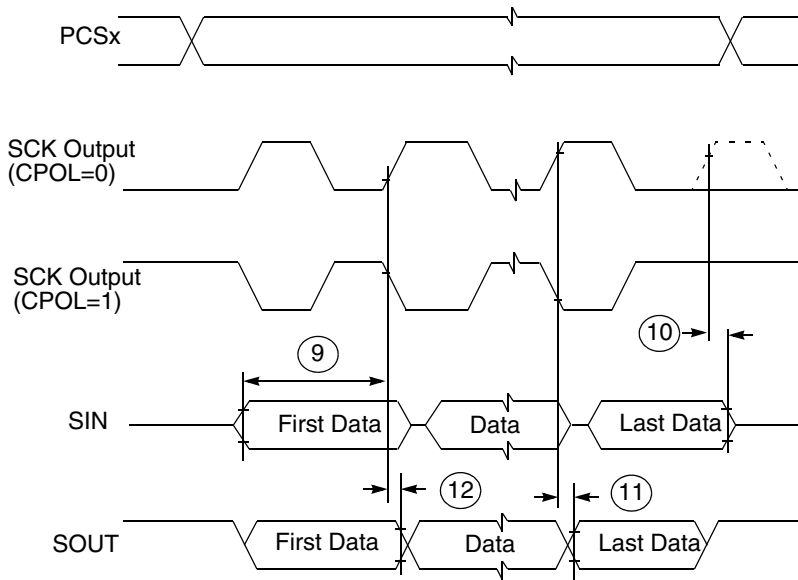 PCSx
SCK Output
(CPOL=0)
SCK Output
(CPOL=1)
10
9
SIN
First Data
Data
Last Data
12
11
SOUT
First Data
Data
Last Data